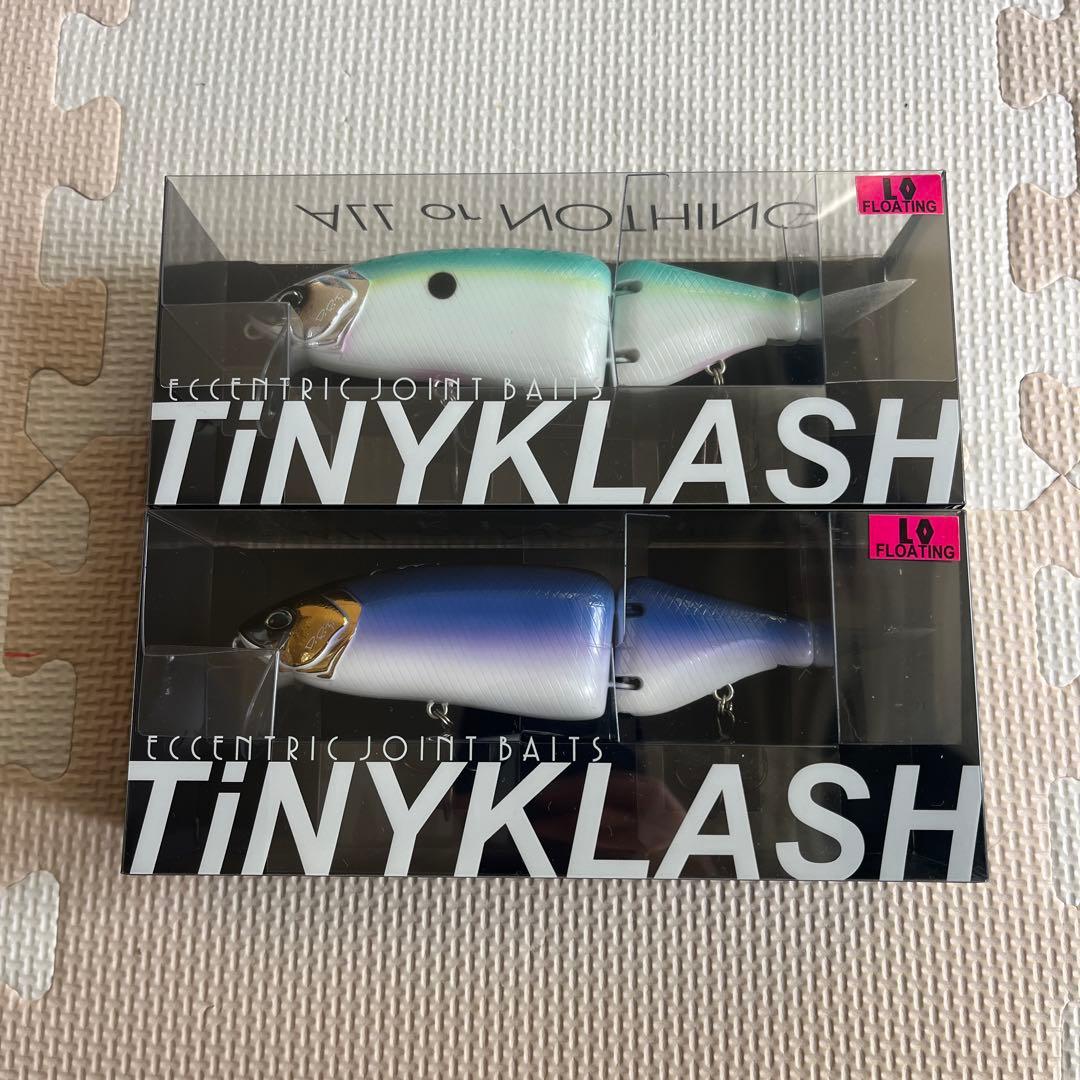 ALL or NOTHING
LO
FLOATING
ECCENTRIC JOINT BAITS
TiNYKLASH
LO
FLOATING
ECCENTRIC JOINT BAITS
TiNYKLASH